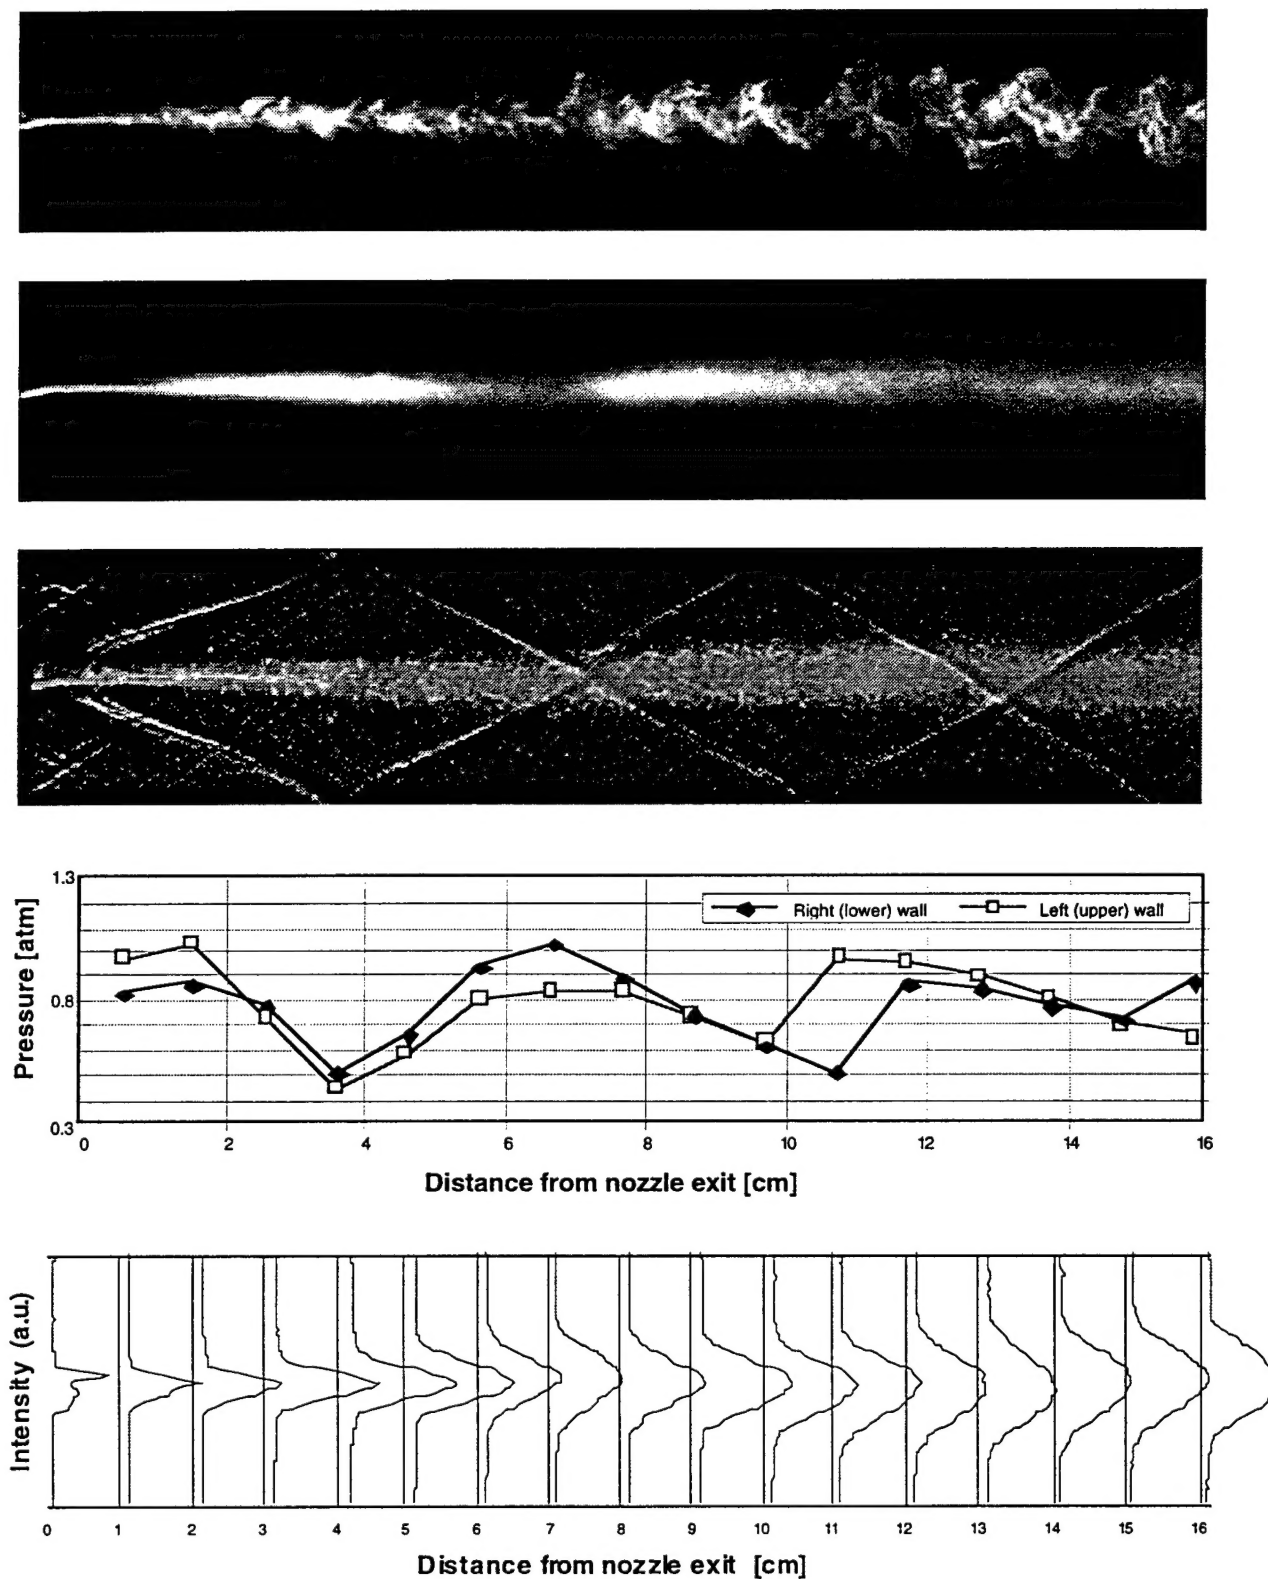 1.3
Right (lower) wall
Left (upper) wall
Pressure [atm]
0.8
0.3
0 2 4 6 8 10 12 14 16
Distance from nozzle exit [cm]
Intensity (a.u.)
0 1 2 3 4 5 6 7 8 9 10 11 12 13 14 15 16
Distance from nozzle exit [cm]